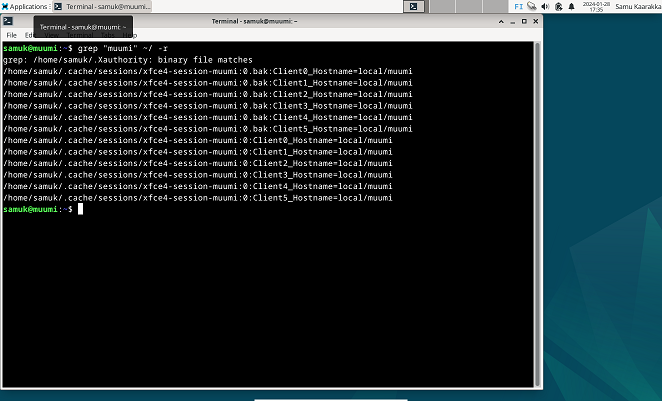 Applications
Terminal - samuk@muumi:...
FI
2024-01-28
17:35
Samu Kaarakka
Terminal - samuk@muumi: ~
Terminal - samuk@muumi: ~
File
samuk@muumi:~$ grep "muumi" ~/ -r
grep: /home/samuk/.Xauthority: binary file matches
/home/samuk/.cache/sessions/xfce4-session-muumi:0.bak:Client0_Hostname=local/muumi
/home/samuk/.cache/sessions/xfce4-session-muumi:0.bak:Client1_Hostname=local/muumi
/home/samuk/.cache/sessions/xfce4-session-muumi:0.bak:Client2_Hostname=local/muumi
/home/samuk/.cache/sessions/xfce4-session-muumi:0.bak:Client3_Hostname=local/muumi
/home/samuk/.cache/sessions/xfce4-session-muumi:0.bak:Client4_Hostname=local/muumi
/home/samuk/.cache/sessions/xfce4-session-muumi:0.bak:Client5_Hostname=local/muumi
/home/samuk/.cache/sessions/xfce4-session-muumi:0:Client0_Hostname=local/muumi
/home/samuk/.cache/sessions/xfce4-session-muumi:0:Client1_Hostname=local/muumi
/home/samuk/.cache/sessions/xfce4-session-muumi:0:Client2_Hostname=local/muumi
/home/samuk/.cache/sessions/xfce4-session-muumi:0:Client3_Hostname=local/muumi
/home/samuk/.cache/sessions/xfce4-session-muumi:0:Client4_Hostname=local/muumi
/home/samuk/.cache/sessions/xfce4-session-muumi:0:Client5_Hostname=local/muumi
samuk@muumi:~$